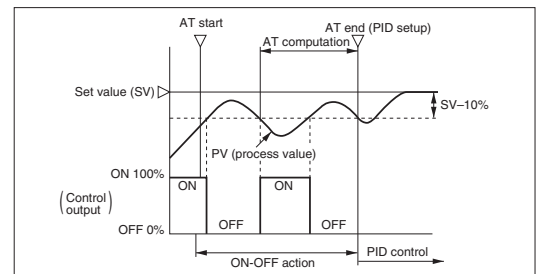 AT start
AT end (PID setup)
AT computation
Set value (SV)
SV–10%
PV (process value)
ON 100%
ON
ON
(Control output)
OFF
OFF
OFF 0%
ON-OFF action
PID control